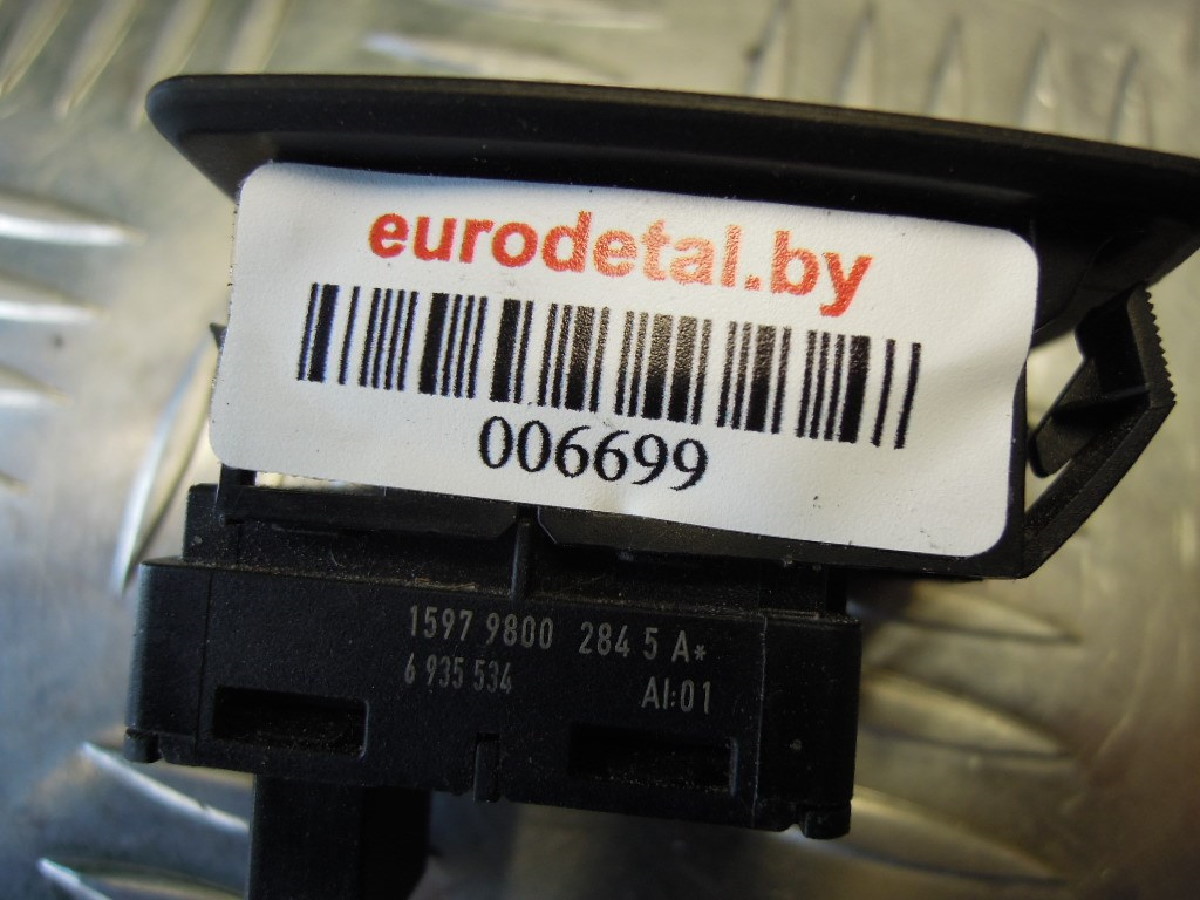 eurodetal.by
006699
1597 9800 284 5 A*
6 935 534
AI:01